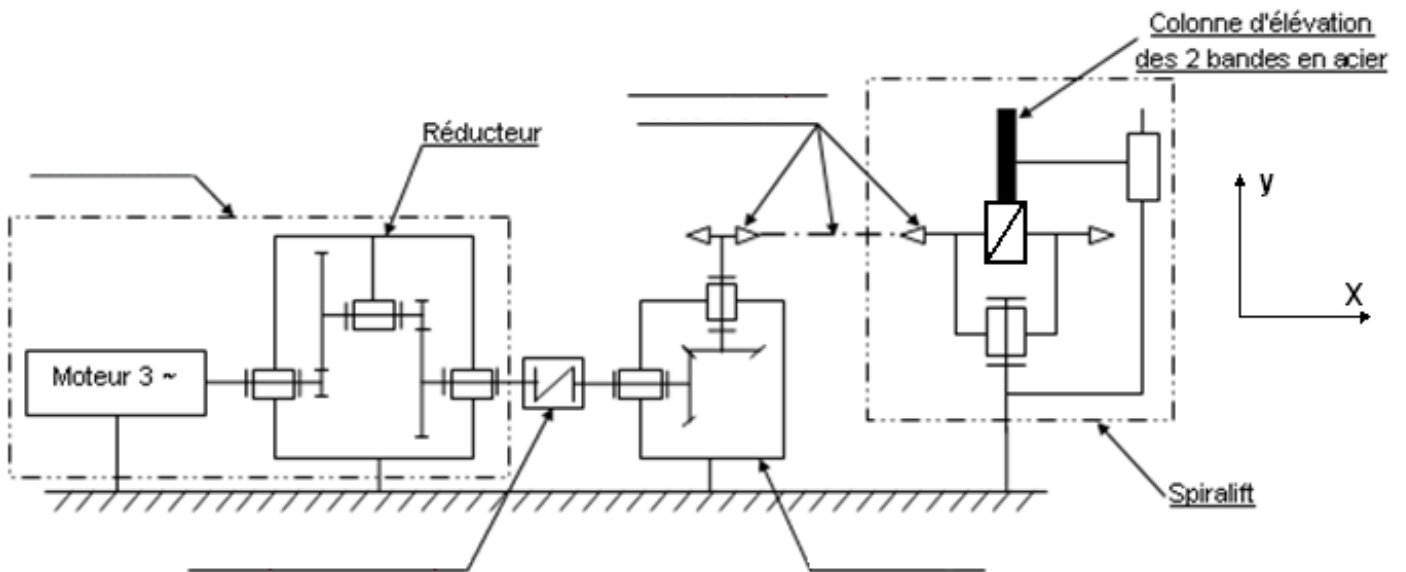 Colonne d'élévation
des 2 bandes en acier
Réducteur
y
X
Moteur 3 ~
Spiralift